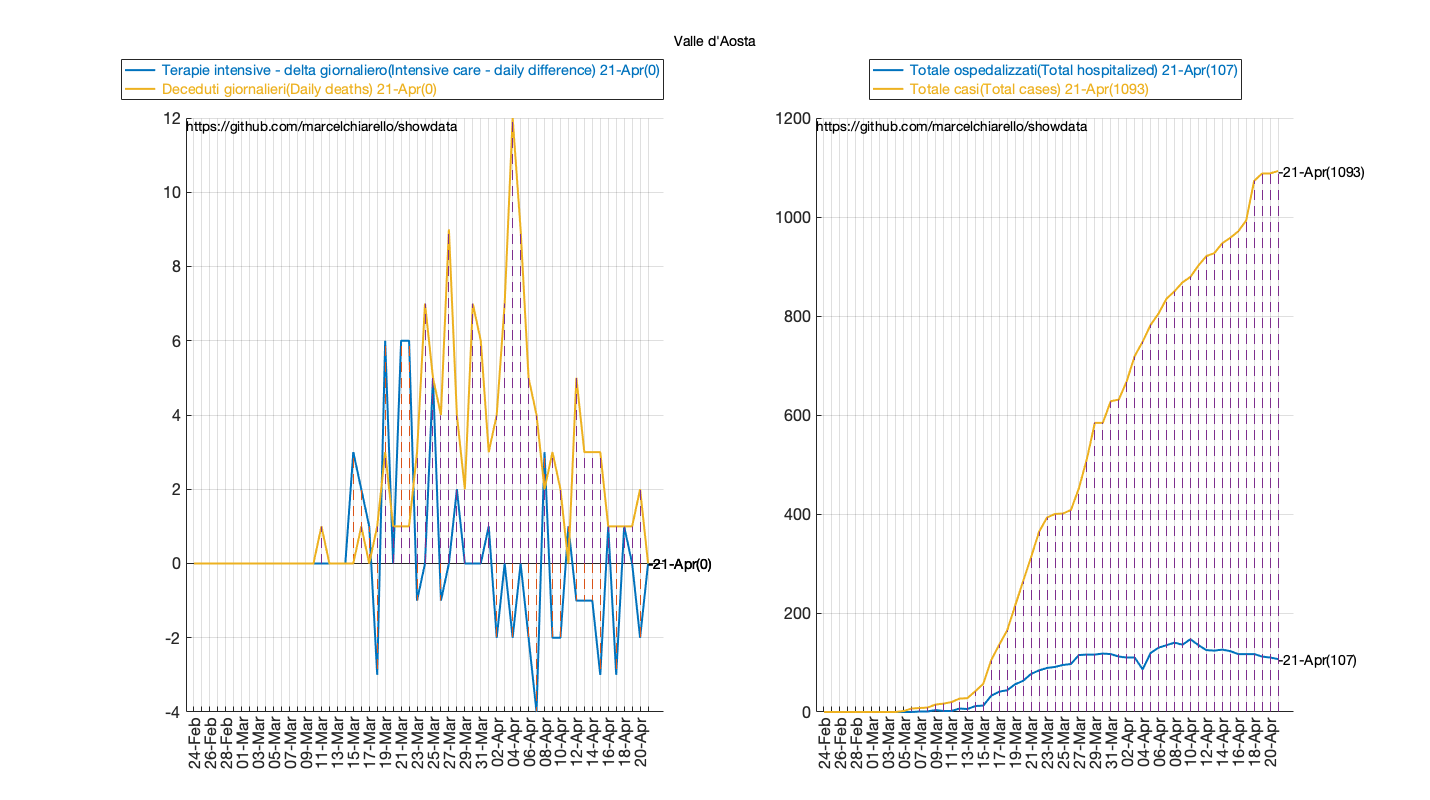 Valle d'Aosta
Terapie intensive - delta giornaliero(Intensive care - daily difference) 21-Apr(0)
Deceduti giornalieri(Daily deaths) 21-Apr(0)
https://github.com/marcelchiarello/showdata
12
10
8
6
4
2
0
-2
-4
-21-Apr(0)
24-Feb
26-Feb
28-Feb
01-Mar
03-Mar
05-Mar
07-Mar
09-Mar
11-Mar
13-Mar
15-Mar
17-Mar
19-Mar
21-Mar
23-Mar
25-Mar
27-Mar
29-Mar
31-Mar
02-Apr
04-Apr
06-Apr
08-Apr
10-Apr
12-Apr
14-Apr
16-Apr
18-Apr
20-Apr
Totale ospedalizzati(Total hospitalized) 21-Apr(107)
Totale casi(Total cases) 21-Apr(1093)
https://github.com/marcelchiarello/showdata
1200
1000
800
600
400
200
0
-21-Apr(1093)
-21-Apr(107)
24-Feb
26-Feb
28-Feb
01-Mar
03-Mar
05-Mar
07-Mar
09-Mar
11-Mar
13-Mar
15-Mar
17-Mar
19-Mar
21-Mar
23-Mar
25-Mar
27-Mar
29-Mar
31-Mar
02-Apr
04-Apr
06-Apr
08-Apr
10-Apr
12-Apr
14-Apr
16-Apr
18-Apr
20-Apr